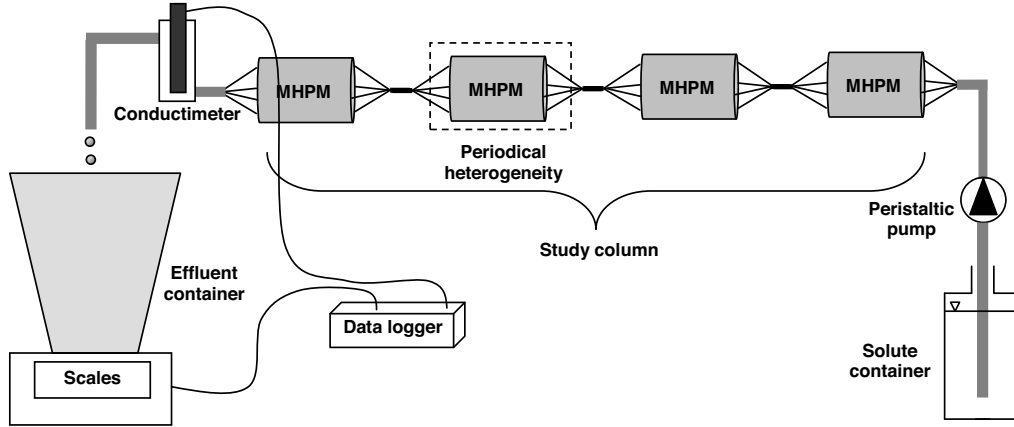 MHPM
MHPM
MHPM
MHPM
Conductimeter
Periodical
heterogeneity
Peristaltic
pump
Study column
Effluent
container
Data logger
Solute
container
Scales